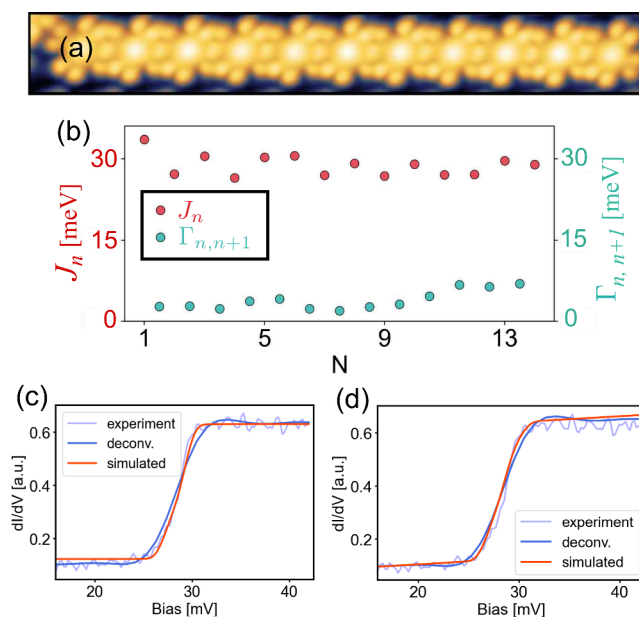 (a)
(b)
30
15
0
J_n [meV]
J_n
Γ_{n,n+1}
30
15
0
Γ_{n, n+1} [meV]
1 5 9 13
N
(c)
experiment
deconv.
simulated
0.6
0.4
0.2
dI/dV [a.u.]
20 30 40
Bias [mV]
(d)
experiment
deconv.
simulated
0.6
0.4
0.2
dI/dV [a.u.]
20 30 40
Bias [mV]